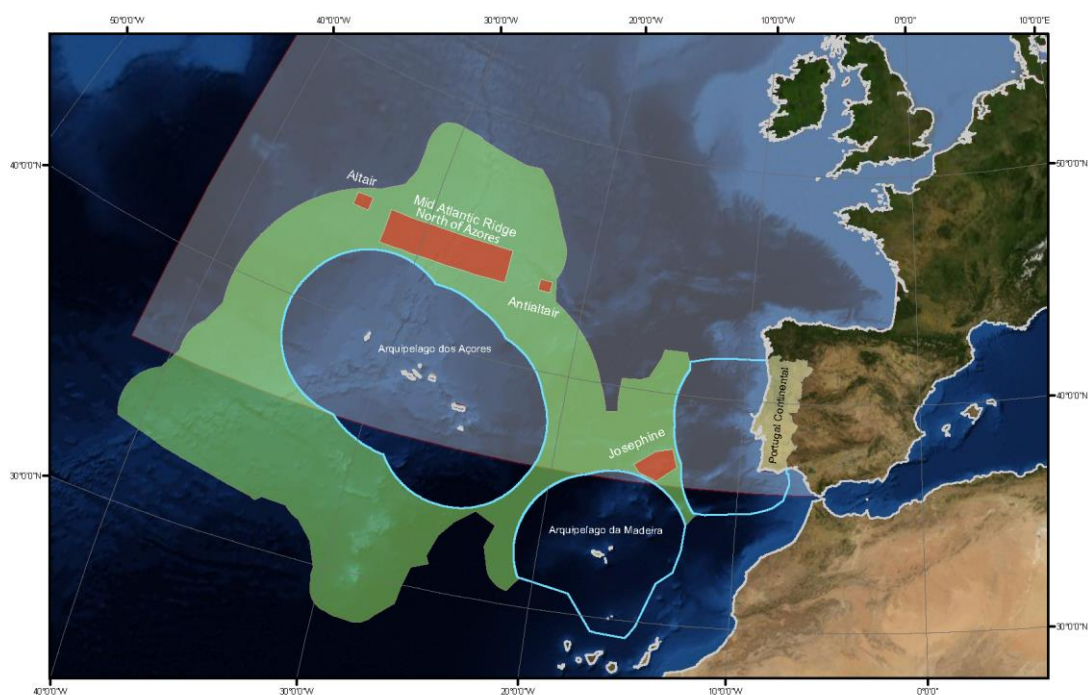 50°0'0"W
40°0'0"W
30°0'0"W
20°0'0"W
10°0'0"W
0°0'0"
10°0'0"E
40°0'0"N
50°0'0"N
Altair
Mid Atlantic Ridge
North of Azores
Antialtair
Arquipelago dos Açores
Portugal Continental
40°0'0"N
Josephine
30°0'0"N
Arquipelago da Madeira
30°0'0"N
40°0'0"W
30°0'0"W
20°0'0"W
10°0'0"W
0°0'0"